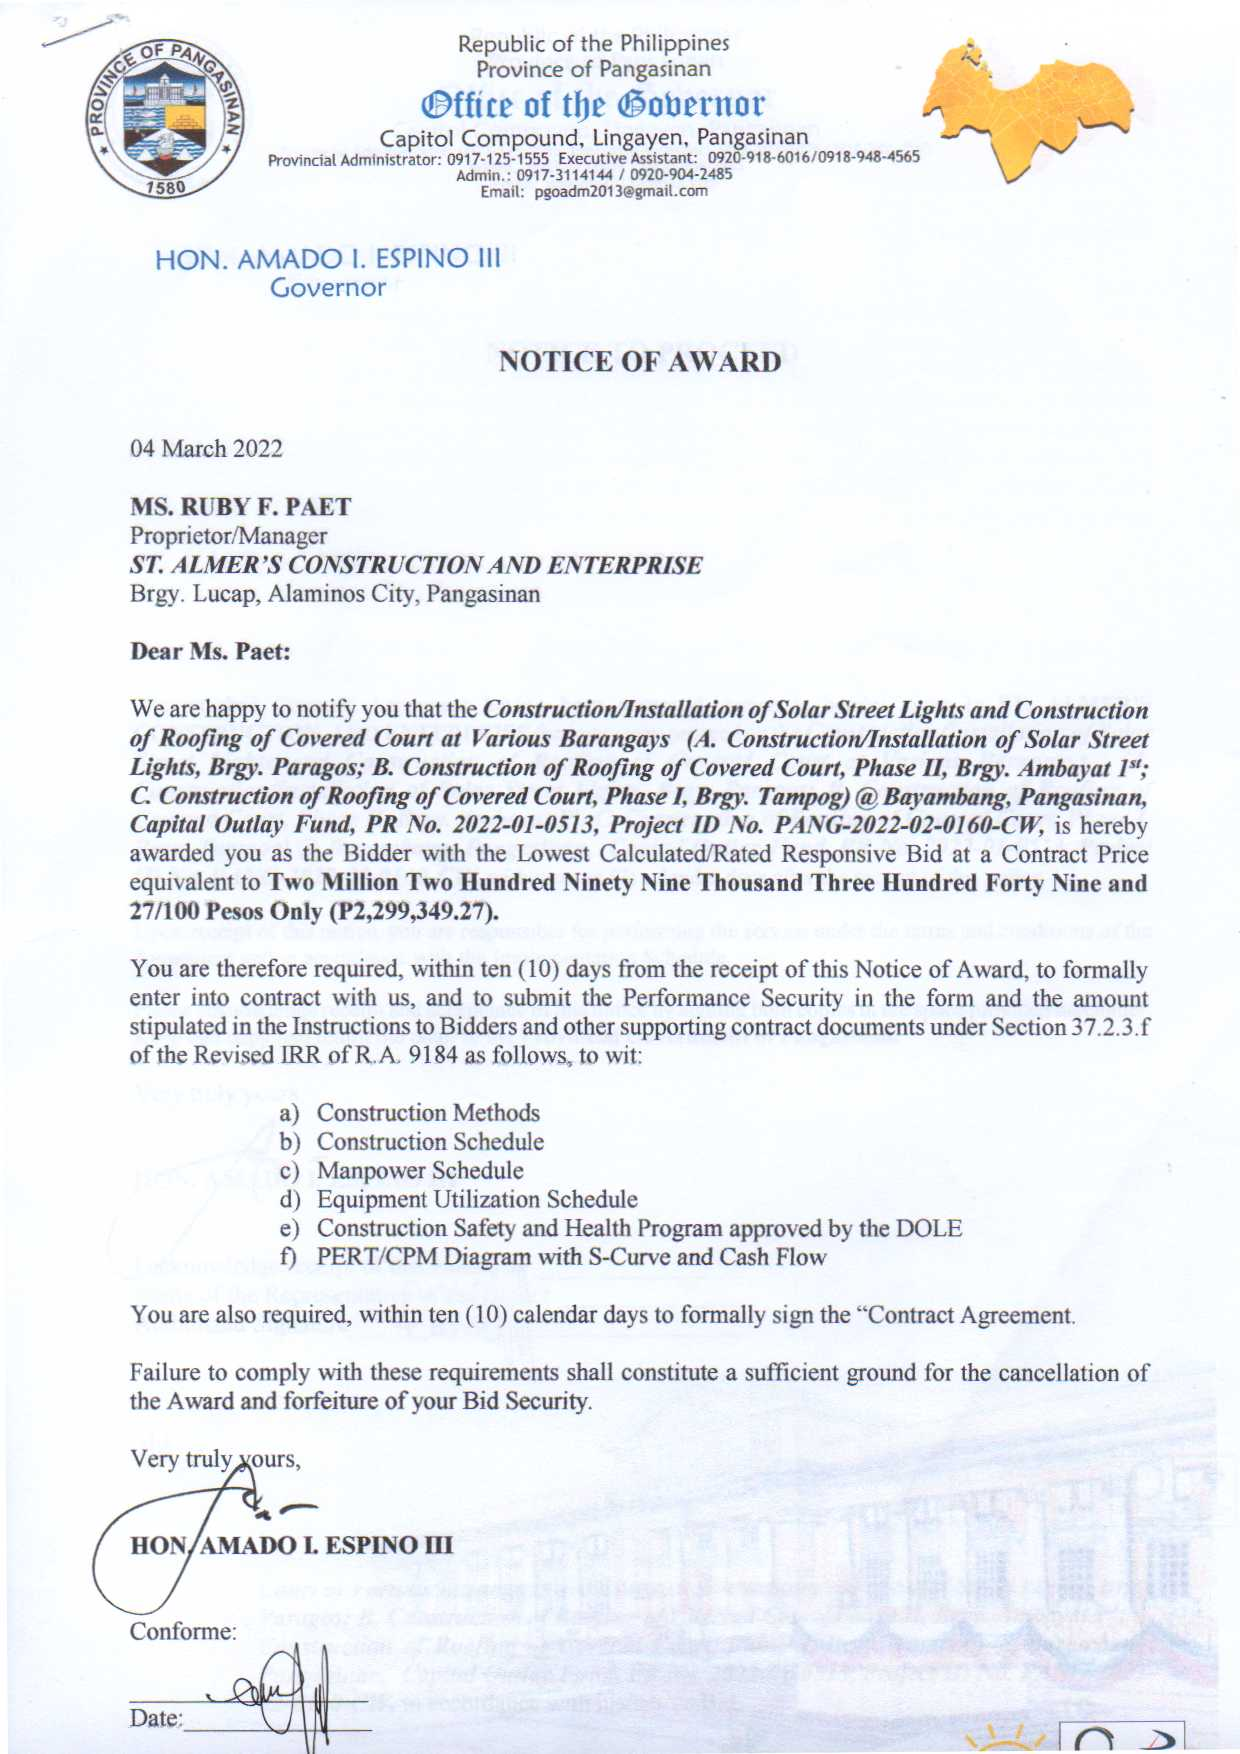 PROVINCE OF PANGASINAN
1580
Republic of the Philippines
Province of Pangasinan
Office of the Governor
Capitol Compound, Lingayen, Pangasinan
Provincial Administrator: 0917-125-1555 Executive Assistant: 0920-918-6016/0918-948-4565
Admin.: 0917-3114144 / 0920-904-2485
Email: pgoadm2013@gmail.com
HON. AMADO I. ESPINO III
Governor
NOTICE OF AWARD
04 March 2022
MS. RUBY F. PAET
Proprietor/Manager
ST. ALMER'S CONSTRUCTION AND ENTERPRISE
Brgy. Lucap, Alaminos City, Pangasinan
Dear Ms. Paet:
We are happy to notify you that the Construction/Installation of Solar Street Lights and Construction
of Roofing of Covered Court at Various Barangays (A. Construction/Installation of Solar Street
Lights, Brgy. Paragos; B. Construction of Roofing of Covered Court, Phase II, Brgy. Ambayat 1st;
C. Construction of Roofing of Covered Court, Phase I, Brgy. Tampog) @ Bayambang, Pangasinan,
Capital Outlay Fund, PR No. 2022-01-0513, Project ID No. PANG-2022-02-0160-CW, is hereby
awarded you as the Bidder with the Lowest Calculated/Rated Responsive Bid at a Contract Price
equivalent to Two Million Two Hundred Ninety Nine Thousand Three Hundred Forty Nine and
27/100 Pesos Only (P2,299,349.27).
You are therefore required, within ten (10) days from the receipt of this Notice of Award, to formally
enter into contract with us, and to submit the Performance Security in the form and the amount
stipulated in the Instructions to Bidders and other supporting contract documents under Section 37.2.3.f
of the Revised IRR of R.A. 9184 as follows, to wit:
a) Construction Methods
b) Construction Schedule
c) Manpower Schedule
d) Equipment Utilization Schedule
e) Construction Safety and Health Program approved by the DOLE
f) PERT/CPM Diagram with S-Curve and Cash Flow
You are also required, within ten (10) calendar days to formally sign the “Contract Agreement.
Failure to comply with these requirements shall constitute a sufficient ground for the cancellation of
the Award and forfeiture of your Bid Security.
Very truly yours,
HON. AMADO I. ESPINO III
Conforme:
Date: